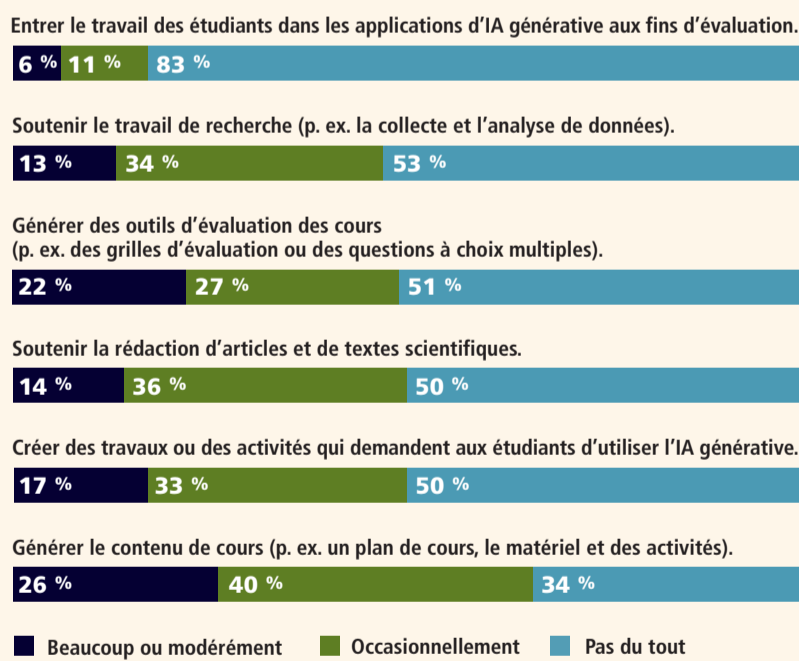 Entrer le travail des étudiants dans les applications d’IA générative aux fins d’évaluation.
6 % 11 % 83 %
Soutenir le travail de recherche (p. ex. la collecte et l’analyse de données).
13 % 34 % 53 %
Générer des outils d’évaluation des cours
(p. ex. des grilles d’évaluation ou des questions à choix multiples).
22 % 27 % 51 %
Soutenir la rédaction d’articles et de textes scientifiques.
14 % 36 % 50 %
Créer des travaux ou des activités qui demandent aux étudiants d’utiliser l’IA générative.
17 % 33 % 50 %
Générer le contenu de cours (p. ex. un plan de cours, le matériel et des activités).
26 % 40 % 34 %
Beaucoup ou modérément Occasionnellement Pas du tout